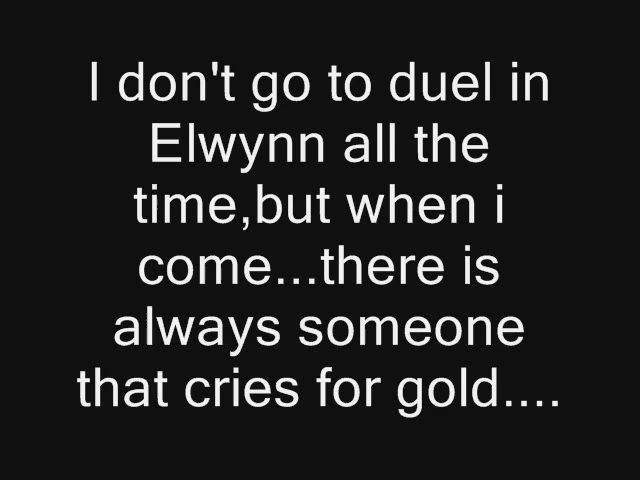 I don't go to duel in
Elwynn all the
time,but when i
come...there is
always someone
that cries for gold....